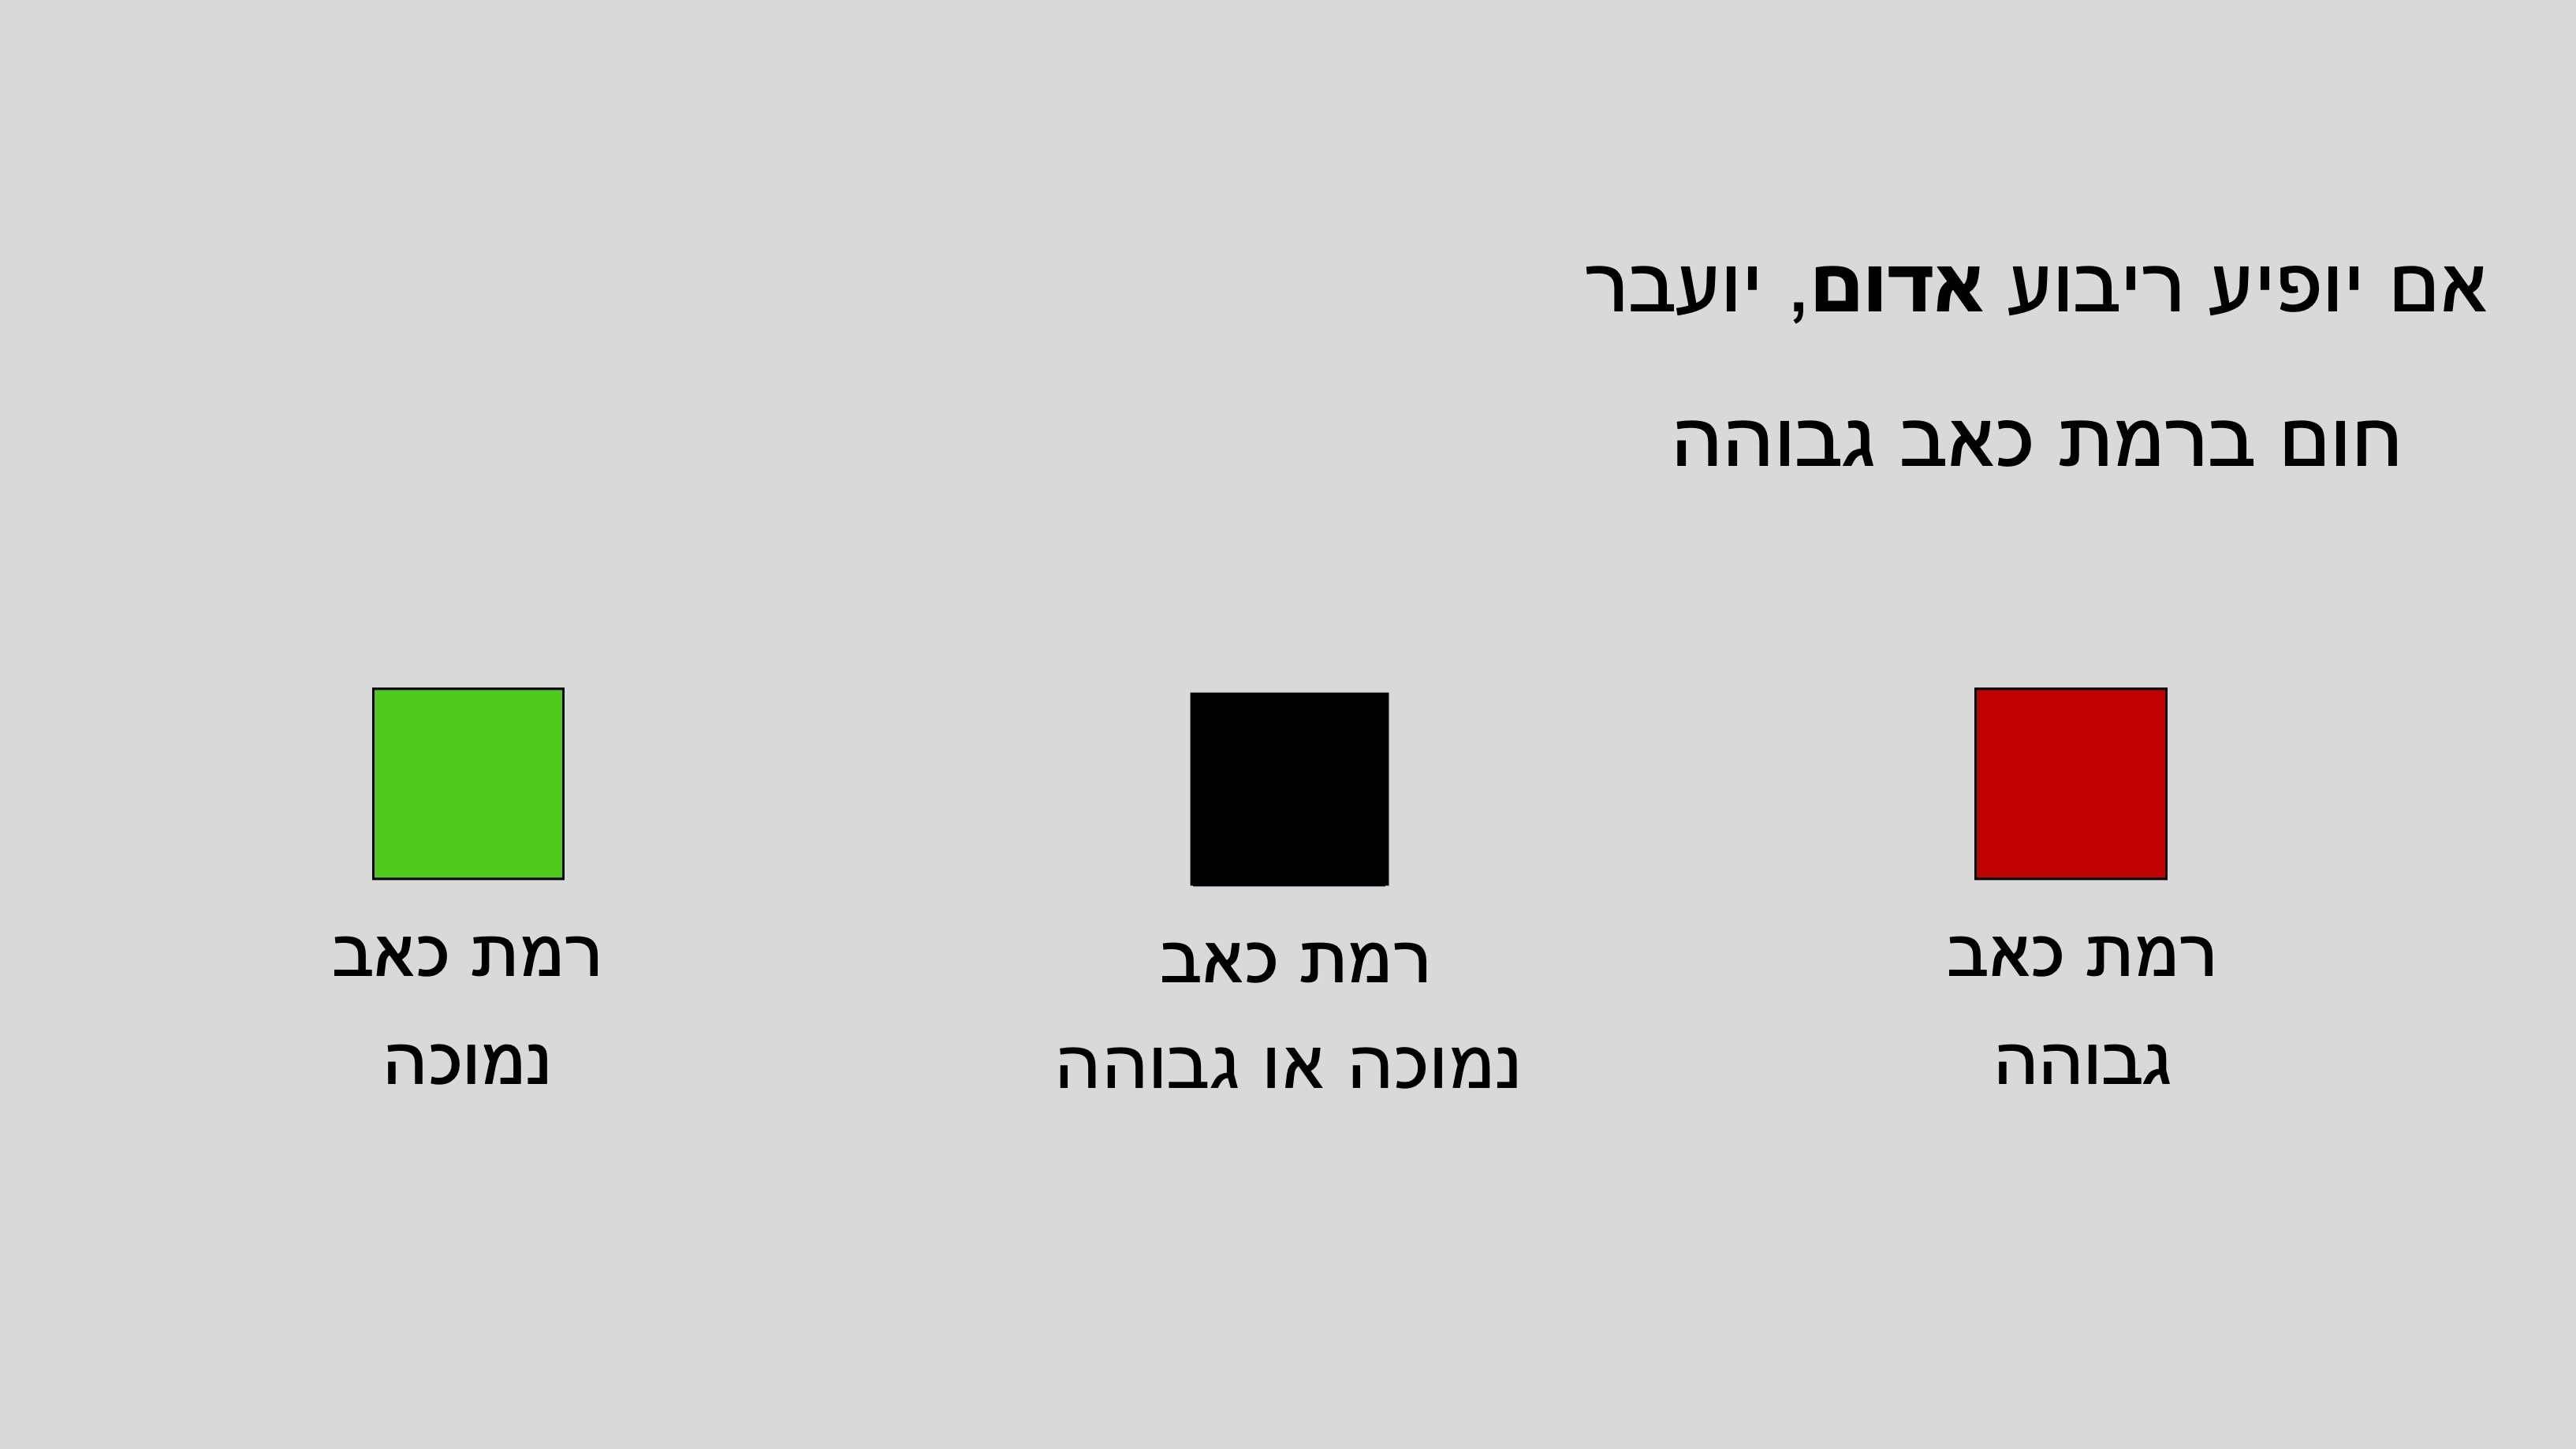 אם יופיע ריבוע אדום, יועבר
חום ברמת כאב גבוהה
רמת כאב
גבוהה
רמת כאב
נמוכה או גבוהה
רמת כאב
נמוכה